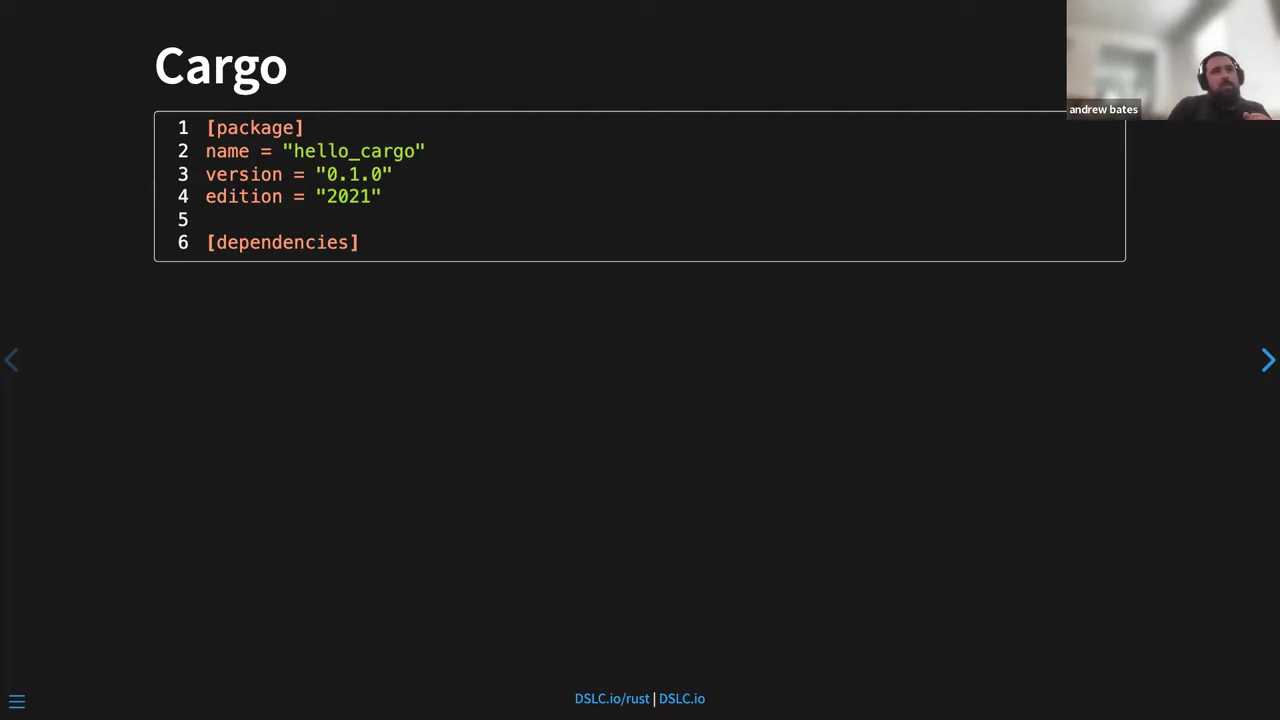 Cargo
andrew bates
1 [package]
2 name = "hello_cargo"
3 version = "0.1.0"
4 edition = "2021"
5
6 [dependencies]
DSLC.io/rust | DSLC.io